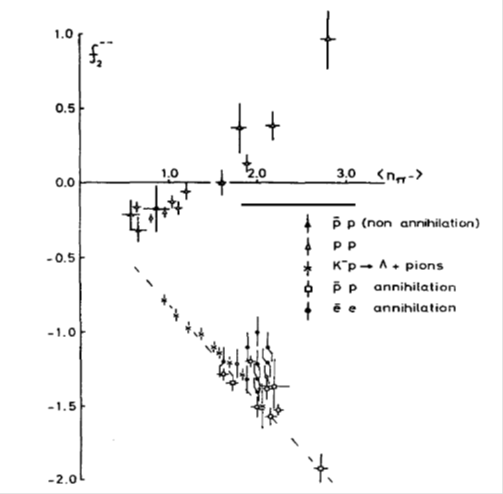 1.0
f₂⁻⁻
0.5
1.0 2.0 3.0 ⟨n_π⁻⟩
0.0
p̄ p (non annihilation)
p p
K⁻p → Λ + pions
-0.5
p̄ p annihilation
ē e annihilation
-1.0
-1.5
-2.0